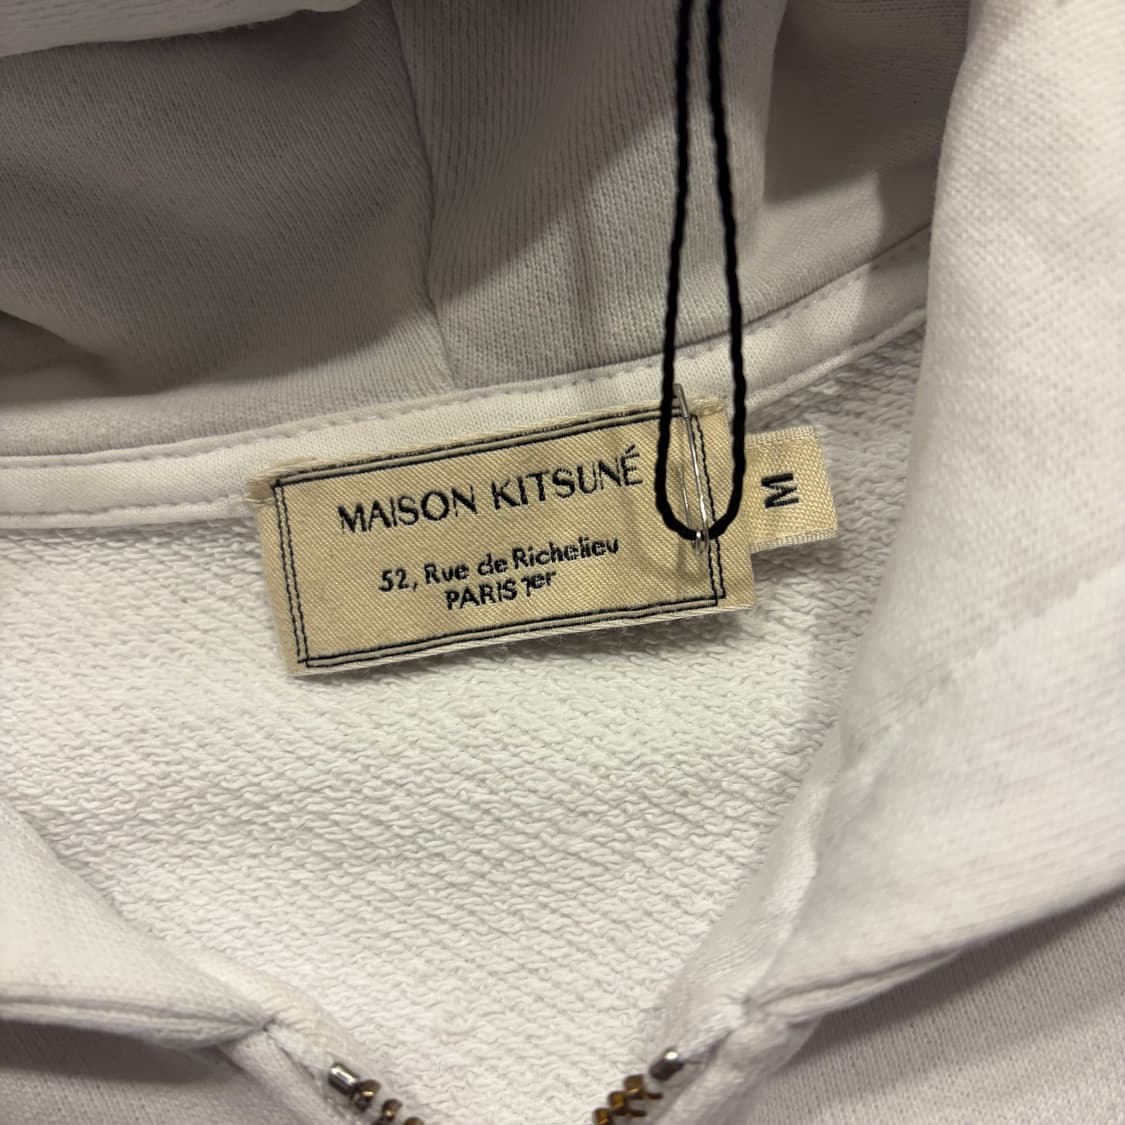 MAISON KITSUNÉ
52, Rue de Richelieu
PARIS 1er
M